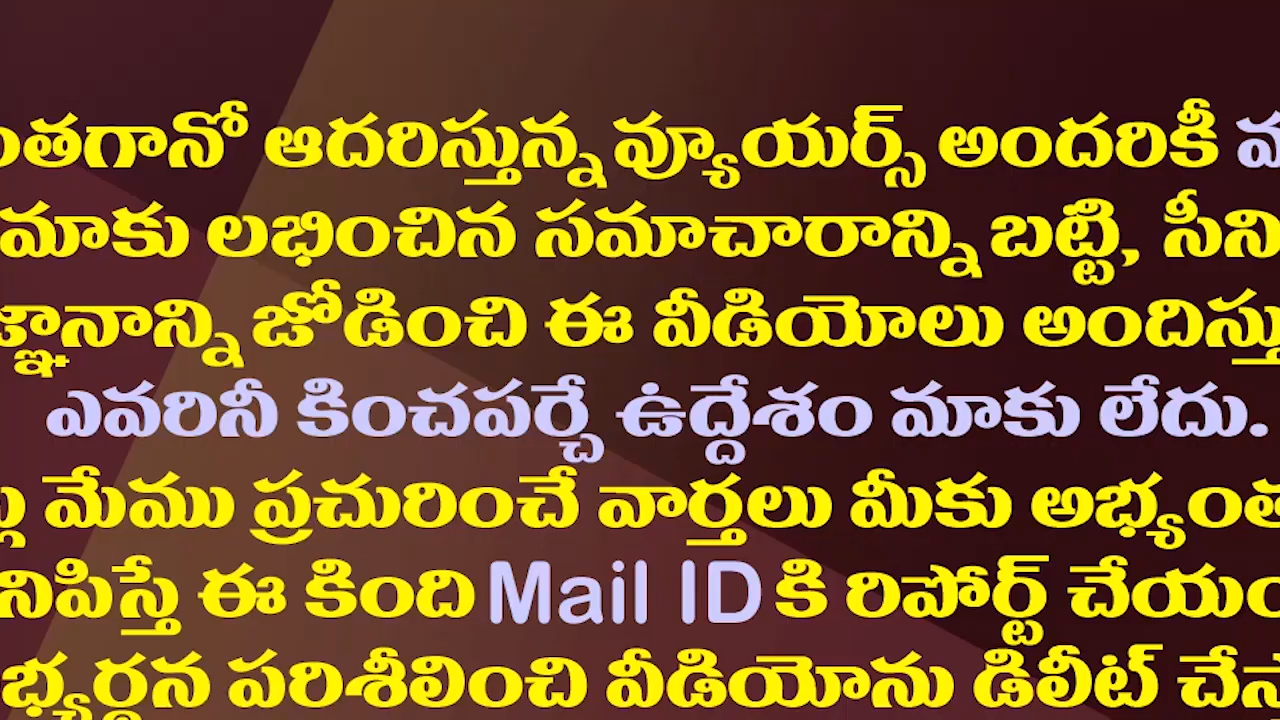 ంతగానో ఆదరిస్తున్న వ్యూయర్స్ అందరికీ
మాకు లభించిన సమాచారాన్ని బట్టి, సీని
జ్ఞానాన్ని జోడించి ఈ వీడియోలు అందిస్తు
ఎవరినీ కించపర్చే ఉద్దేశం మాకు లేదు.
మేము ప్రచురించే వార్తలు మీకు అభ్యంత
నిపిస్తే ఈ కింది Mail ID కి రిపోర్ట్ చేయం
భ్యర్థన పరిశీలించి వీడియోను డిలీట్ చేస